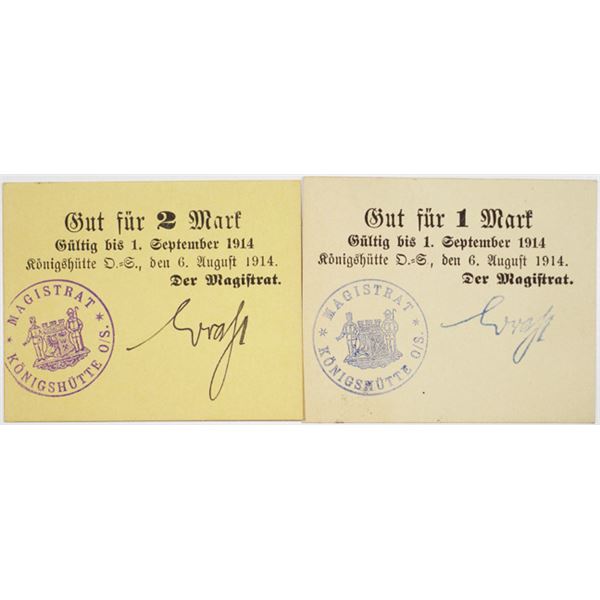 Gut für 2 Mark
Gültig bis 1. September 1914
Königshütte O.-S., den 6. August 1914.
Der Magistrat.
* MAGISTRAT *
KÖNIGSHÜTTE O/S.
Gut für 1 Mark
Gültig bis 1. September 1914
Königshütte O.-S, den 6. August 1914.
Der Magistrat.
* MAGISTRAT *
KÖNIGSHÜTTE O/S.